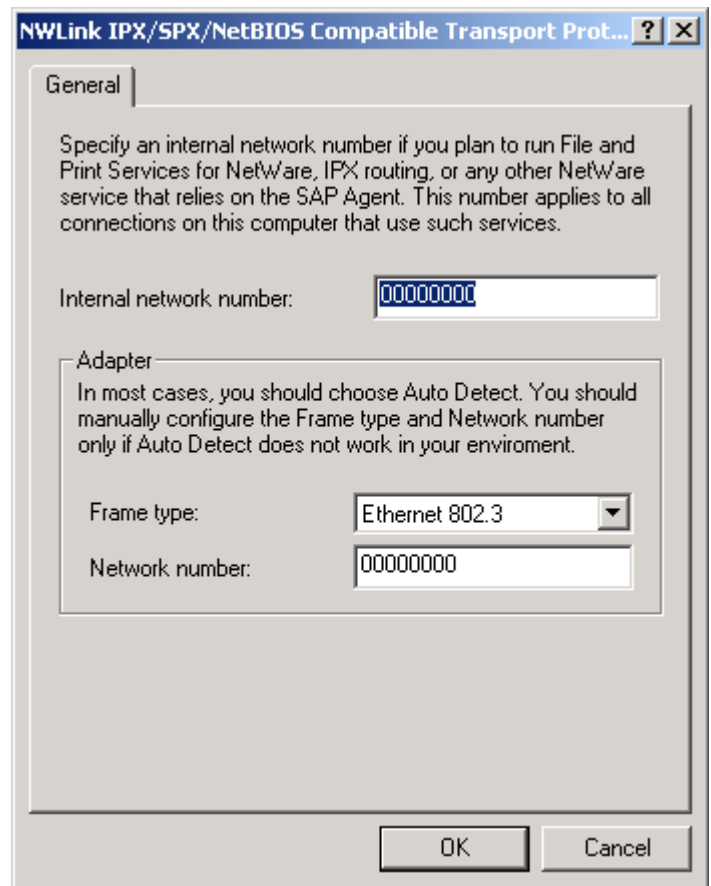 NWLink IPX/SPX/NetBIOS Compatible Transport Prot...
General
Specify an internal network number if you plan to run File and
Print Services for NetWare, IPX routing, or any other NetWare
service that relies on the SAP Agent. This number applies to all
connections on this computer that use such services.
Internal network number: 00000000
Adapter
In most cases, you should choose Auto Detect. You should
manually configure the Frame type and Network number
only if Auto Detect does not work in your enviroment.
Frame type: Ethernet 802.3
Network number: 00000000
OK Cancel